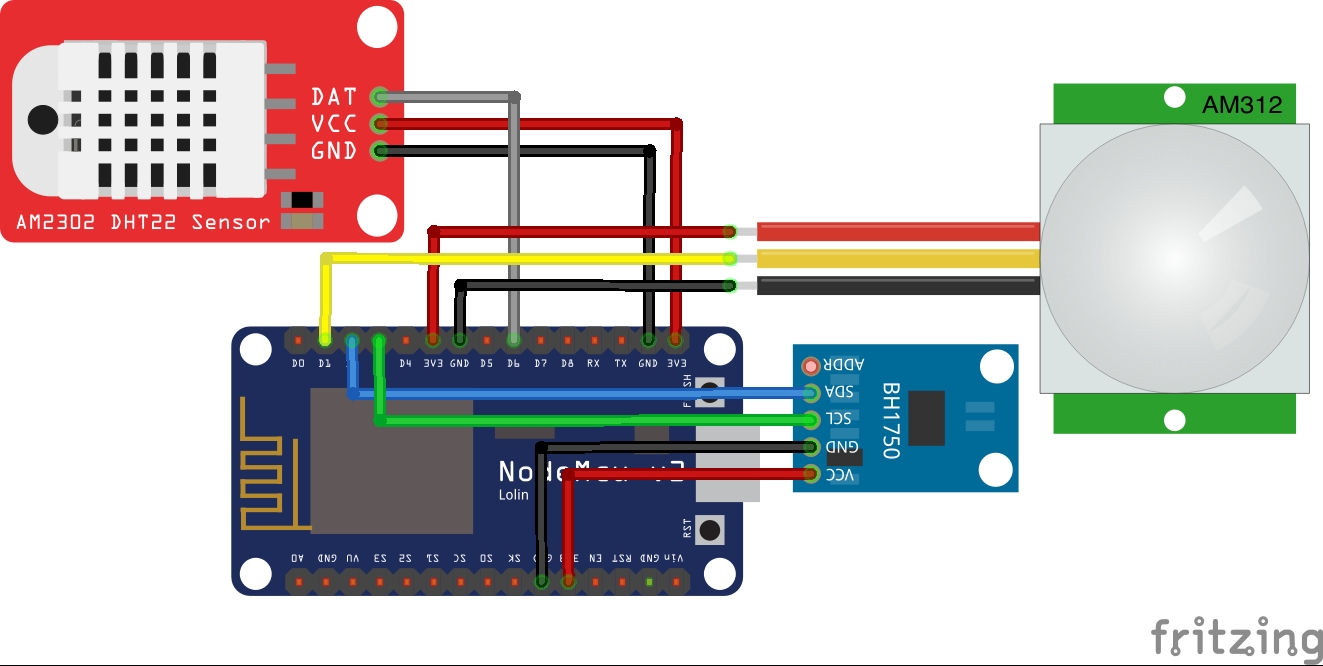 DAT
VCC
GND
AM2302 DHT22 Sensor
AM312
D0 D1 D4 3V3 GND D5 D6 D7 D8 RX TX GND 3V3
ADDR
SDA
SCL
GND
VCC
BH1750
NodeMcu v3
Lolin
RST
A0 GND VU S3 S2 S1 SC S0 SK EN RST GND Vin
fritzing